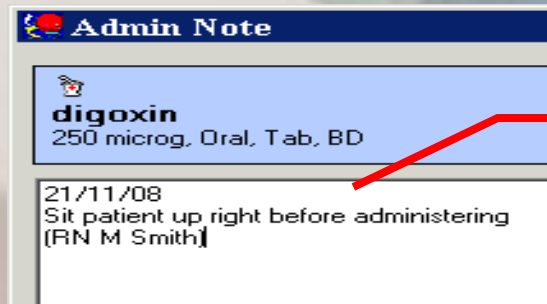 Admin Note
digoxin
250 microg, Oral, Tab, BD
21/11/08
Sit patient up right before administering
(RN M Smith)